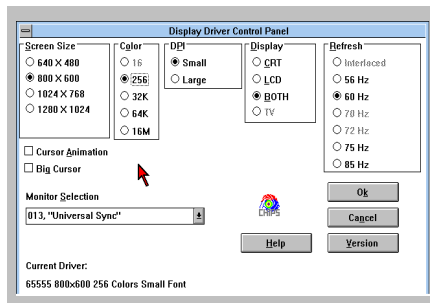 Display Driver Control Panel
Screen Size
640 X 480
800 X 600
1024 X 768
1280 X 1024
Color
16
256
32K
64K
16M
DPI
Small
Large
Display
CRT
LCD
BOTH
TV
Refresh
Interlaced
56 Hz
60 Hz
70 Hz
72 Hz
75 Hz
85 Hz
Cursor Animation
Big Cursor
Monitor Selection
013, "Universal Sync"
CHIPS
Ok
Cancel
Help
Version
Current Driver:
65555 800x600 256 Colors Small Font